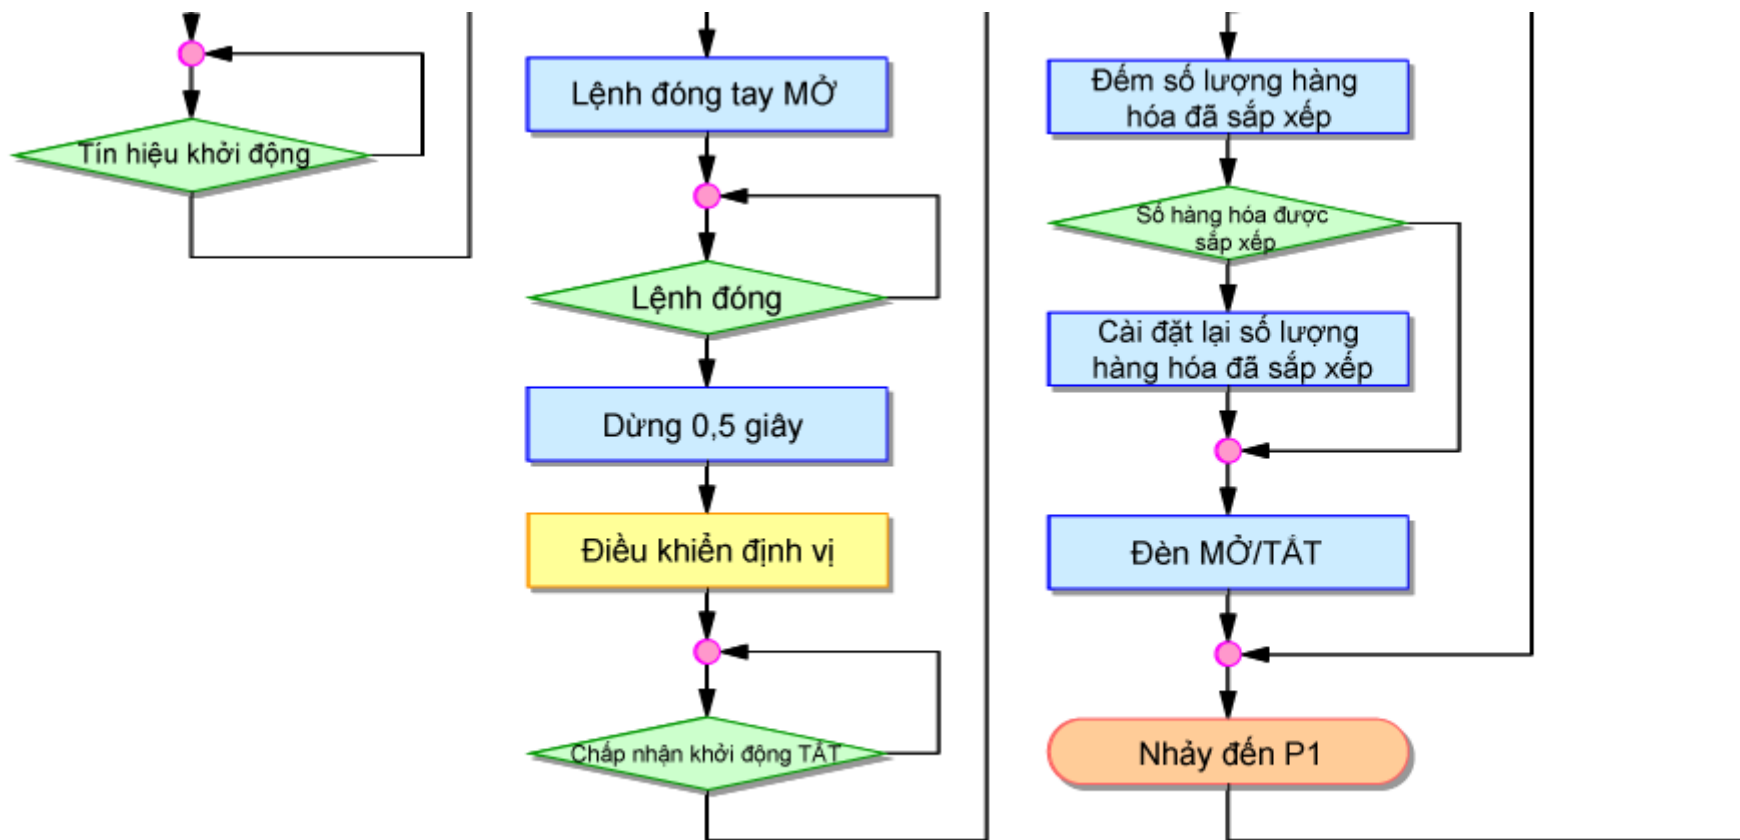 Tín hiệu khởi động
Lệnh đóng tay MỞ
Lệnh đóng
Dừng 0,5 giây
Điều khiển định vị
Chấp nhận khởi động TẮT
Đếm số lượng hàng
hóa đã sắp xếp
Số hàng hóa được
sắp xếp
Cài đặt lại số lượng
hàng hóa đã sắp xếp
Đèn MỞ/TẮT
Nhảy đến P1